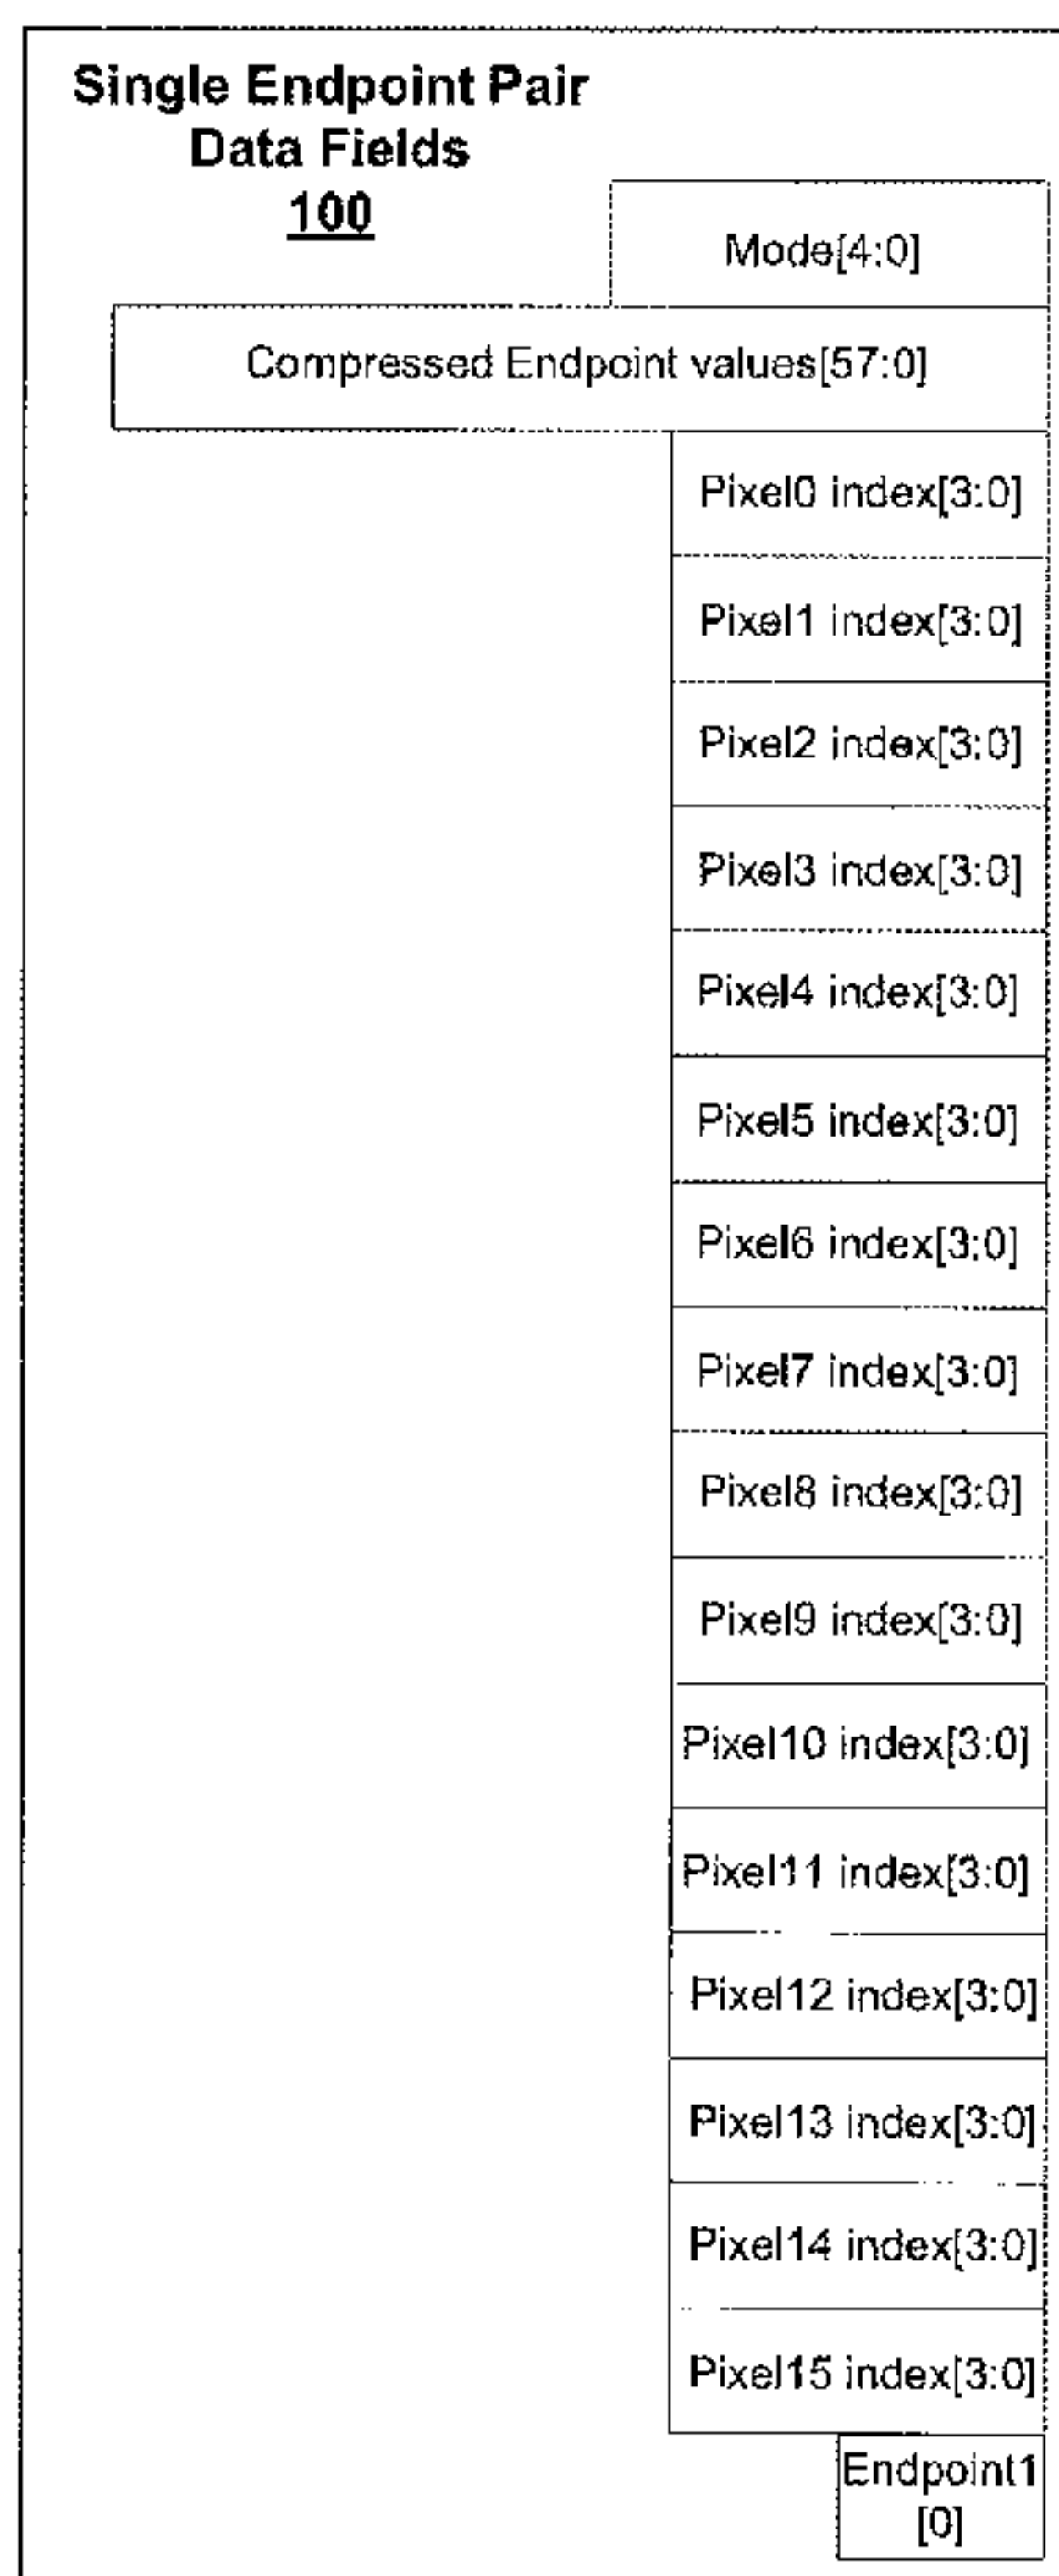 Single Endpoint Pair
Data Fields
100
Mode[4:0]
Compressed Endpoint values[57:0]
Pixel0 index[3:0]
Pixel1 index[3:0]
Pixel2 index[3:0]
Pixel3 index[3:0]
Pixel4 index[3:0]
Pixel5 index[3:0]
Pixel6 index[3:0]
Pixel7 index[3:0]
Pixel8 index[3:0]
Pixel9 index[3:0]
Pixel10 index[3:0]
Pixel11 index[3:0]
Pixel12 index[3:0]
Pixel13 index[3:0]
Pixel14 index[3:0]
Pixel15 index[3:0]
Endpoint1
[0]